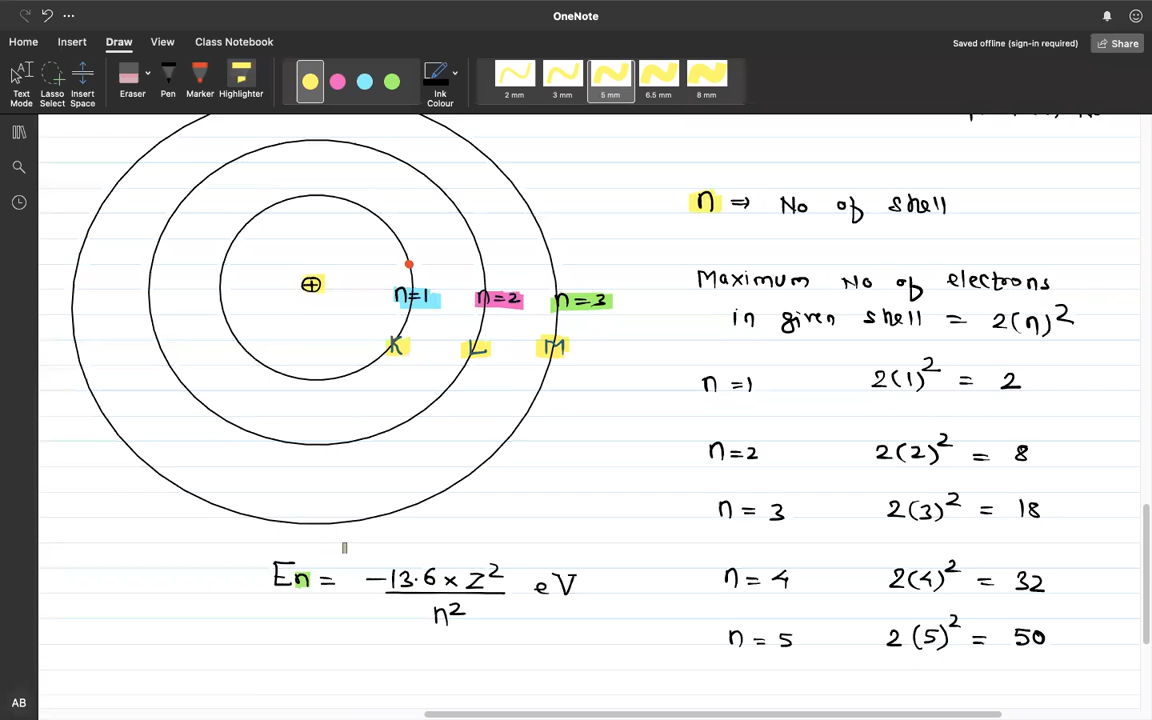 OneNote
Home Insert Draw View Class Notebook
Saved offline (sign-in required) Share
Text Mode
Lasso Select
Insert Space
Eraser
Pen
Marker
Highlighter
Ink Colour
2 mm
3 mm
5 mm
6.5 mm
8 mm
⊕
n=1 n=2 n=3
K L M
En = -13.6 × Z² / n² eV
n ⇒ No of shell
Maximum No of electrons
in given shell = 2(n)²
n =1 2(1)² = 2
n=2 2(2)² = 8
n = 3 2(3)² = 18
n = 4 2(4)² = 32
n = 5 2(5)² = 50
AB